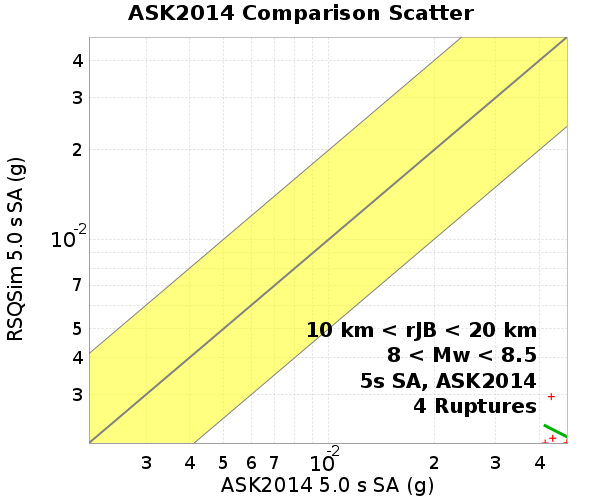 ASK2014 Comparison Scatter
RSQSim 5.0 s SA (g)
4
3
2
10-2
7
5
4
3
10 km < rJB < 20 km
8 < Mw < 8.5
5s SA, ASK2014
4 Ruptures
3 4 5 6 7 10-2 2 3 4
ASK2014 5.0 s SA (g)